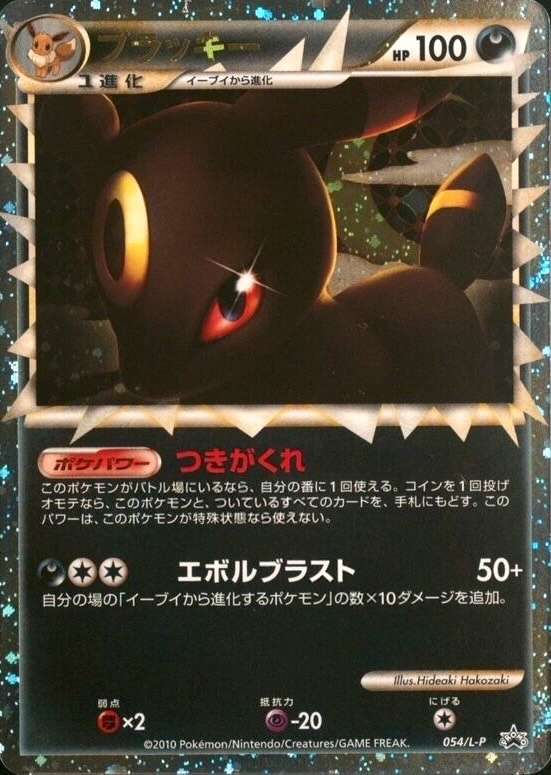 ブラッキー
HP 100
1進化
イーブイから進化
ポケパワー つきがくれ
このポケモンがバトル場にいるなら、自分の番に1回使える。コインを1回投げ
オモテなら、このポケモンと、ついているすべてのカードを、手札にもどす。この
パワーは、このポケモンが特殊状態なら使えない。
エボルブラスト 50+
自分の場の「イーブイから進化するポケモン」の数×10ダメージを追加。
Illus.Hideaki Hakozaki
弱点 抵抗力 にげる
×2 -20
©2010 Pokémon/Nintendo/Creatures/GAME FREAK. 054/L-P
PROMO